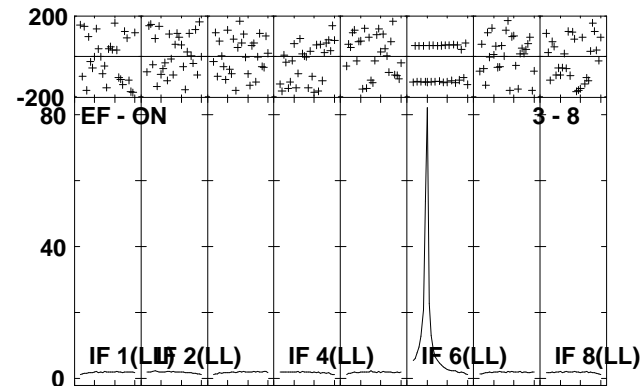 200
-200
EF - ON 3 - 8
80
40
IF 1(LL) IF 2(LL) IF 4(LL) IF 6(LL) IF 8(LL)
0